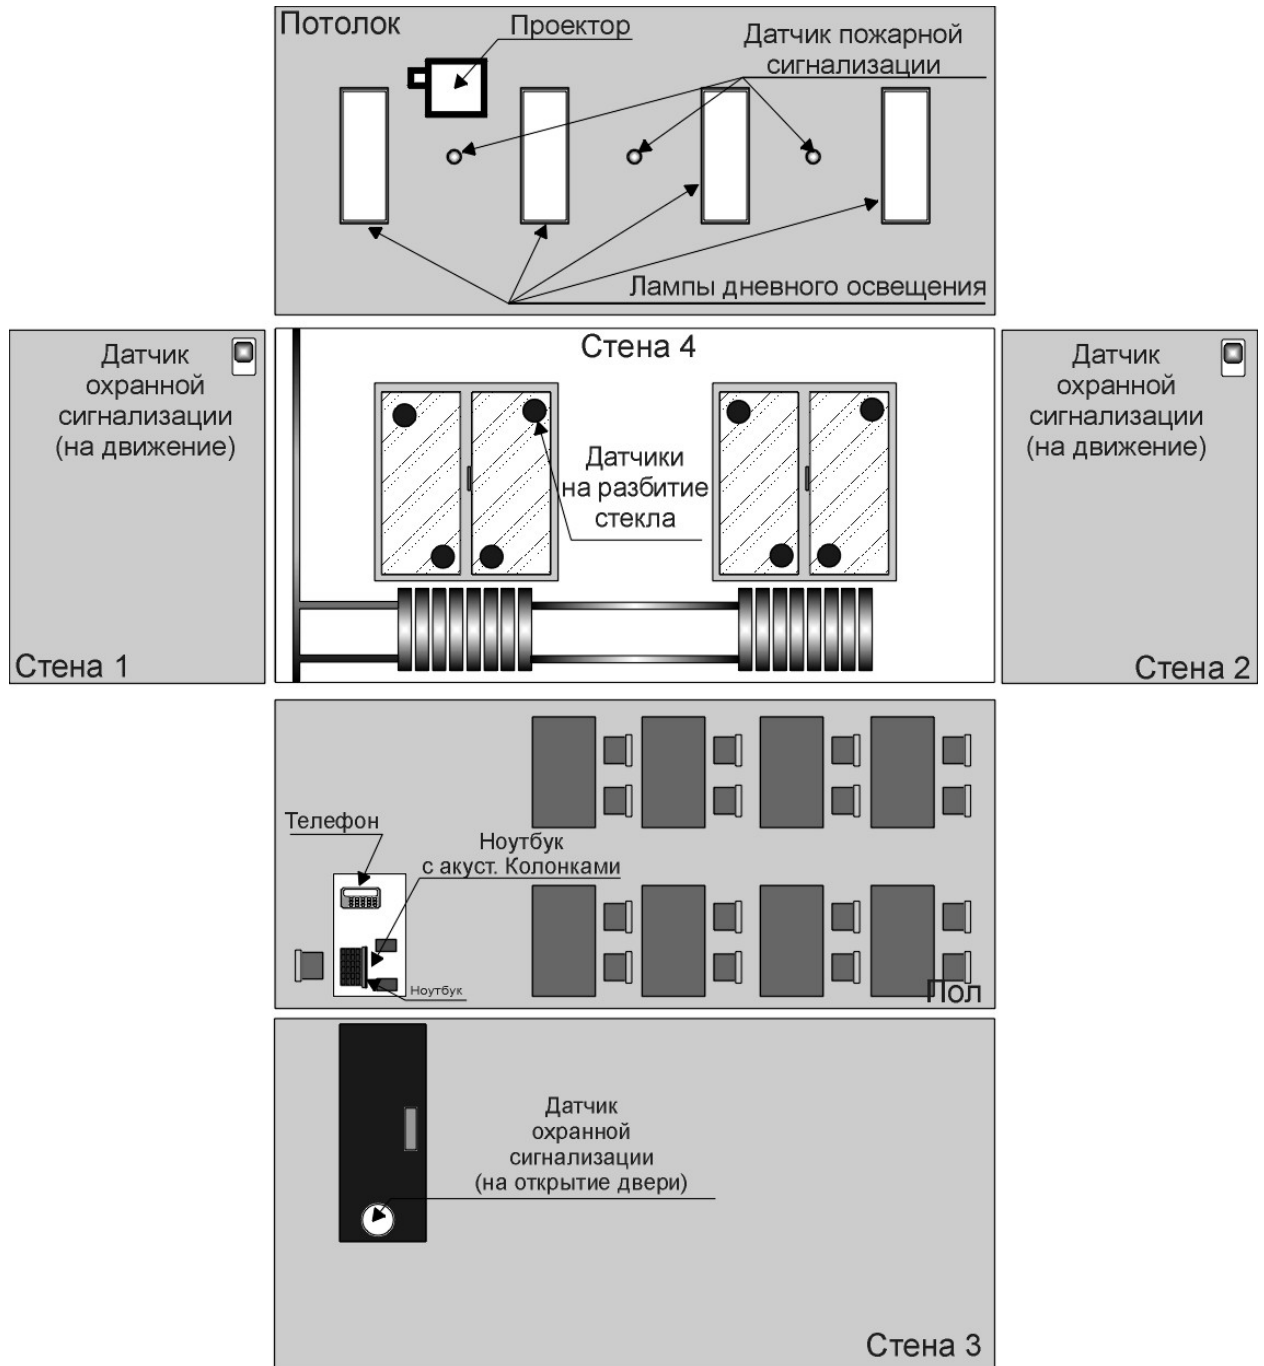 Потолок
Проектор
Датчик пожарной
сигнализации
Лампы дневного освещения
Датчик
охранной
сигнализации
(на движение)
Стена 1
Стена 4
Датчики
на разбитие
стекла
Датчик
охранной
сигнализации
(на движение)
Стена 2
Телефон
Ноутбук
с акуст. Колонками
Ноутбук
Пол
Датчик
охранной
сигнализации
(на открытие двери)
Стена 3